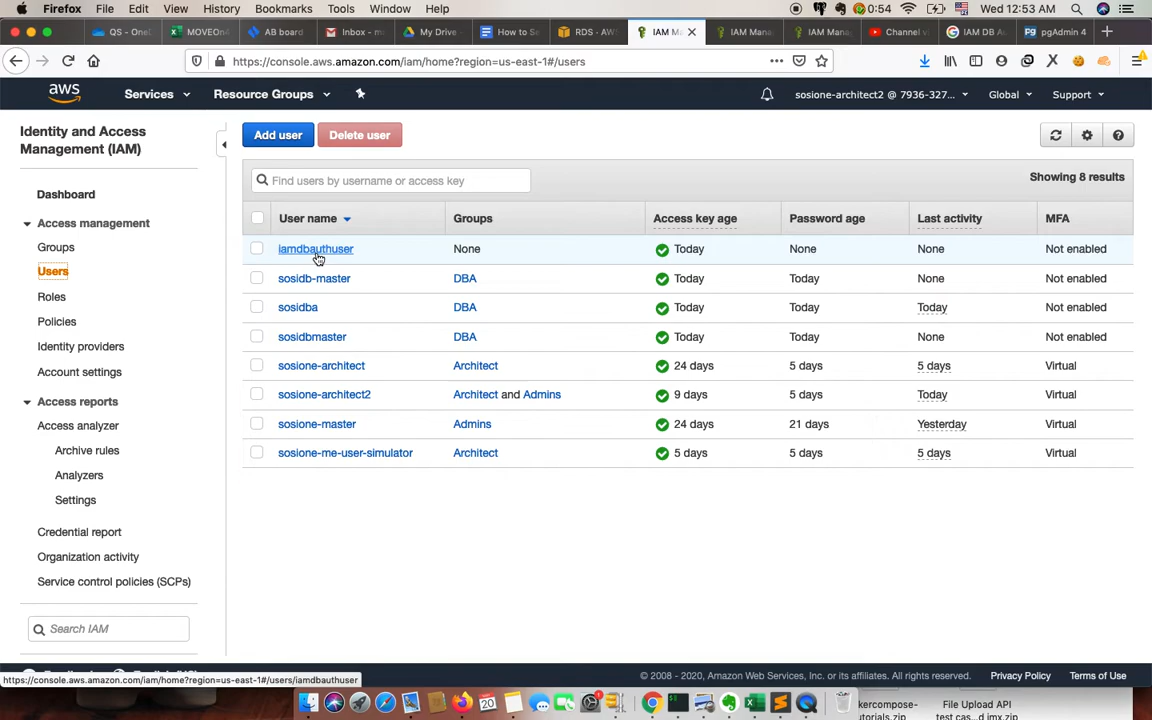 Firefox File Edit View History Bookmarks Tools Window Help 0:54 Wed 12:53 AM
QS - OneD MOVEOn AB board Inbox - m My Drive - How to Se RDS - AW IAM Ma IAM Mana IAM Mana Channel vi IAM DB Au pgAdmin 4
https://console.aws.amazon.com/iam/home?region=us-east-1#/users
aws Services Resource Groups sosione-architect2 @ 7936-327... Global Support
Identity and Access
Management (IAM)
Add user Delete user
Find users by username or access key Showing 8 results
Dashboard
Access management
Groups
Users
Roles
Policies
Identity providers
Account settings
Access reports
Access analyzer
Archive rules
Analyzers
Settings
Credential report
Organization activity
Service control policies (SCPs)
Search IAM
User name Groups Access key age Password age Last activity MFA
iamdbauthuser None Today None None Not enabled
sosidb-master DBA Today Today None Not enabled
sosidba DBA Today Today Today Not enabled
sosidbmaster DBA Today Today None Not enabled
sosione-architect Architect 24 days 5 days 5 days Virtual
sosione-architect2 Architect and Admins 9 days 5 days Today Virtual
sosione-master Admins 24 days 21 days Yesterday Virtual
sosione-me-user-simulator Architect 5 days 5 days 5 days Virtual
© 2008 - 2020, Amazon Web Services, Inc. or its affiliates. All rights reserved. Privacy Policy Terms of Use
https://console.aws.amazon.com/iam/home?region=us-east-1#/users/iamdbauthuser
20
kercompose File Upload API
utorials.zip test cas...d imx.zip